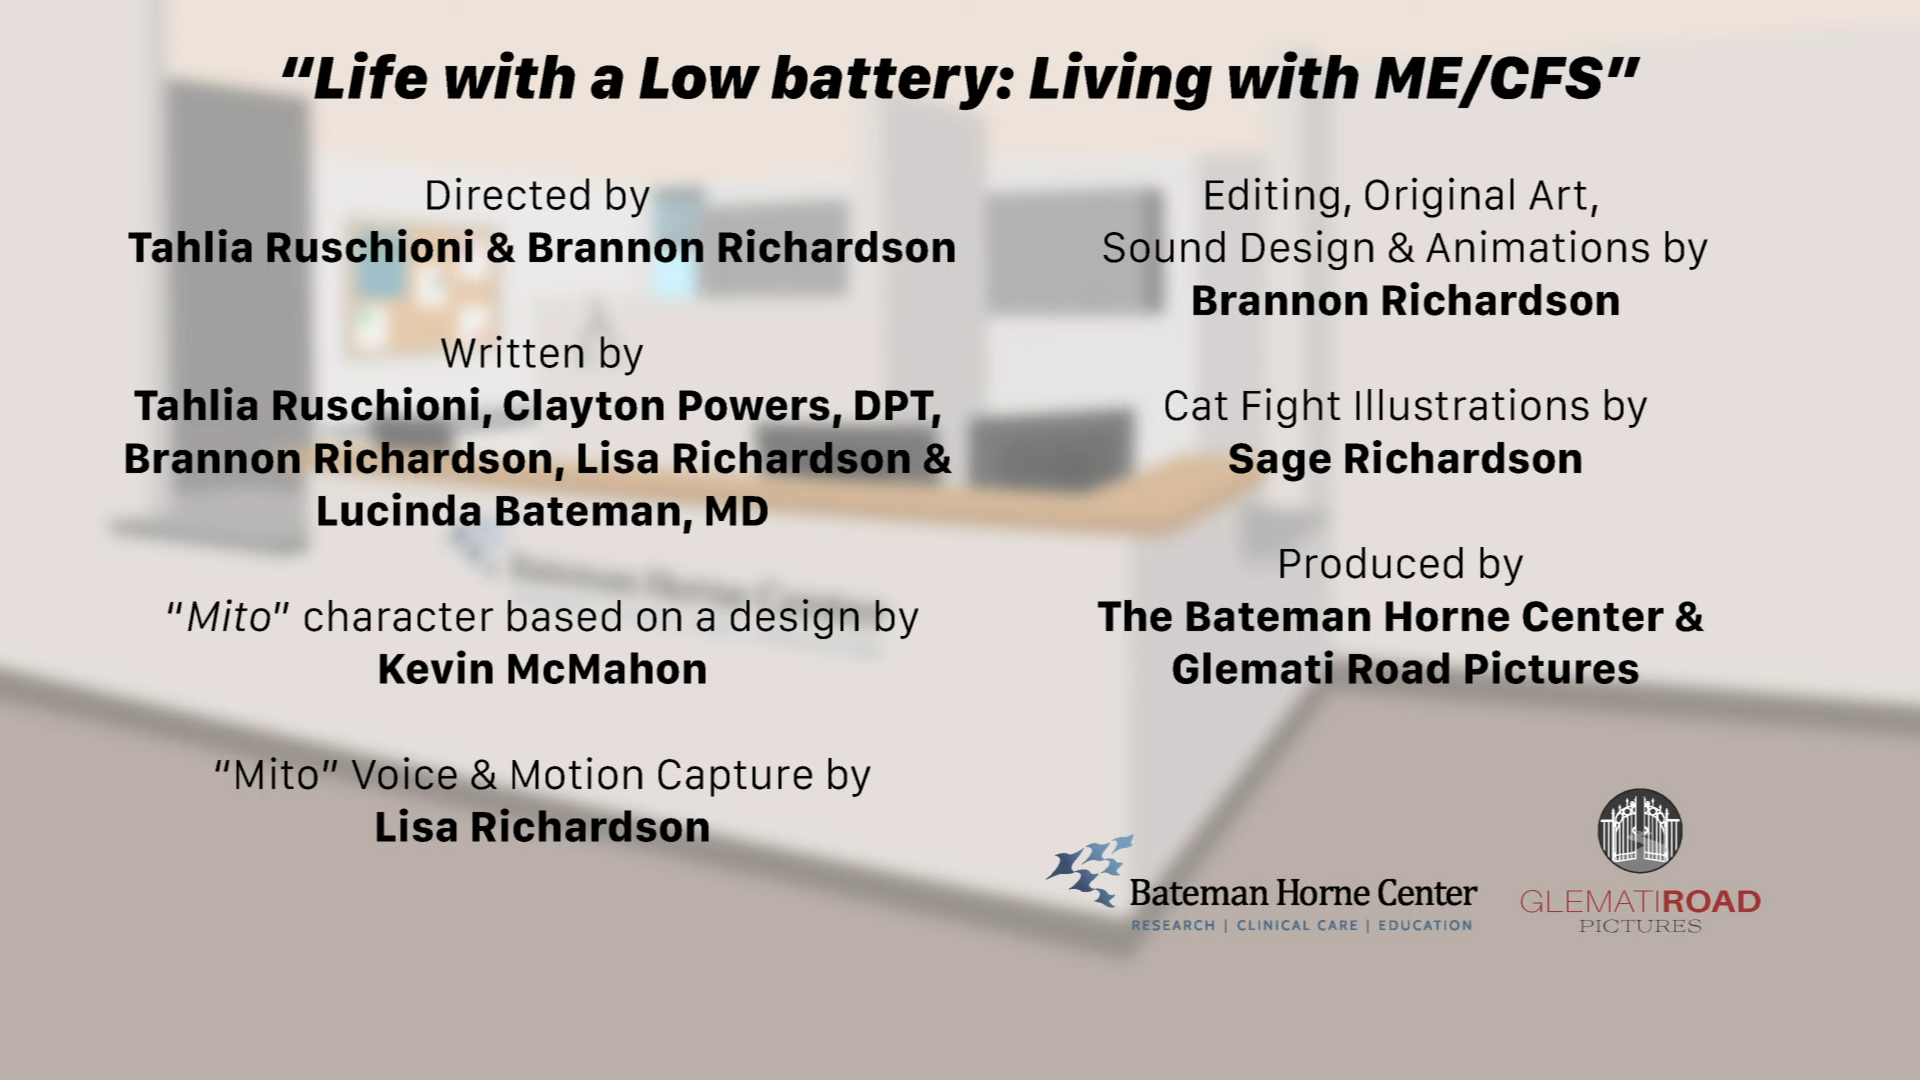 “Life with a Low battery: Living with ME/CFS”
Directed by
Tahlia Ruschioni & Brannon Richardson
Written by
Tahlia Ruschioni, Clayton Powers, DPT,
Brannon Richardson, Lisa Richardson &
Lucinda Bateman, MD
“Mito” character based on a design by
Kevin McMahon
“Mito” Voice & Motion Capture by
Lisa Richardson
Editing, Original Art,
Sound Design & Animations by
Brannon Richardson
Cat Fight Illustrations by
Sage Richardson
Produced by
The Bateman Horne Center &
Glemati Road Pictures
Bateman Horne Center
RESEARCH | CLINICAL CARE | EDUCATION
GLEMATIROAD
PICTURES
Bateman Horne Center